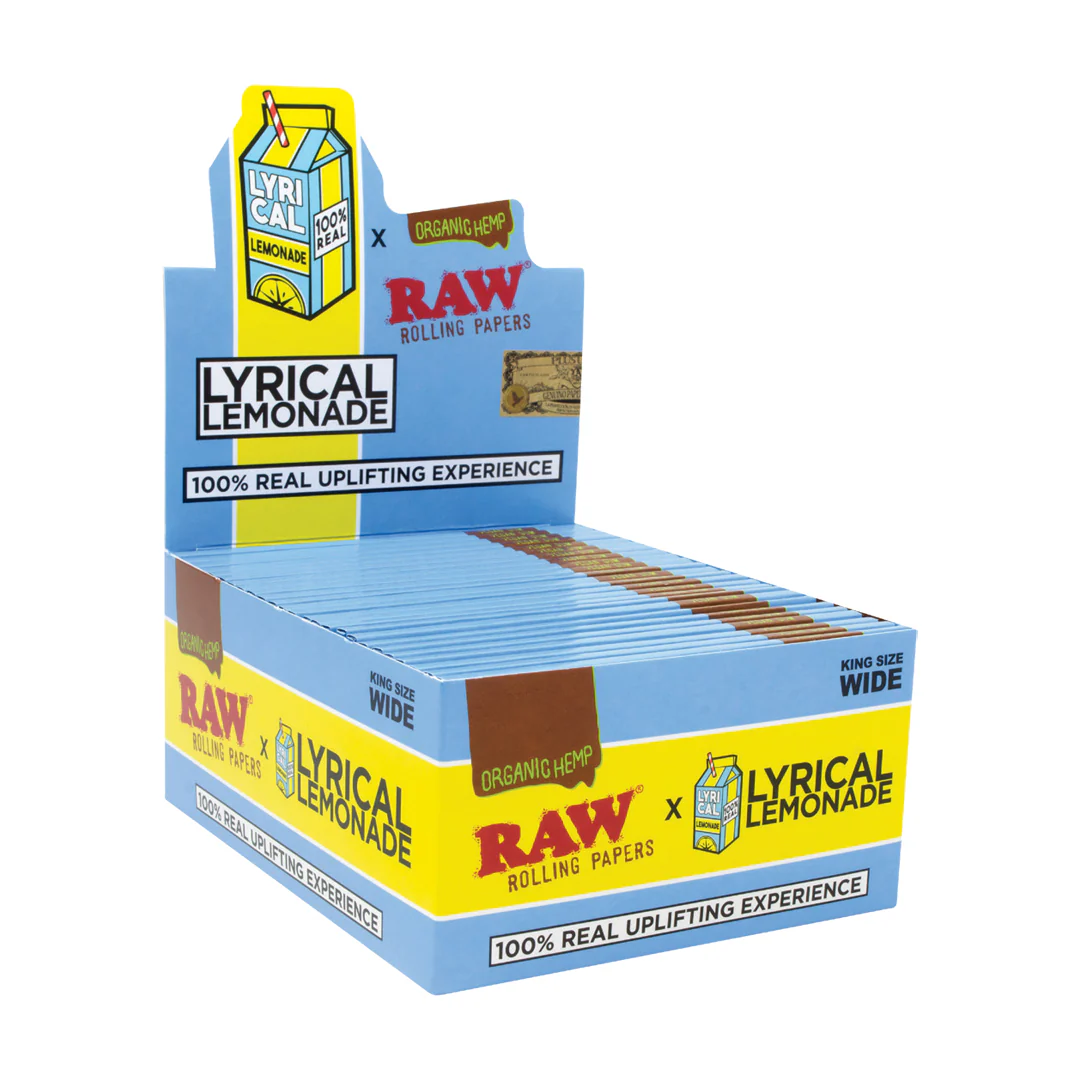 LYRI
CAL
LEMONADE
100%
REAL
X
ORGANIC HEMP
RAW
ROLLING PAPERS
LYRICAL
LEMONADE
100% REAL UPLIFTING EXPERIENCE
ORGANIC HEMP
RAW
ROLLING PAPERS
X
LYRICAL
LEMONADE
KING SIZE
WIDE
100% REAL UPLIFTING EXPERIENCE
KING SIZE
WIDE
ORGANIC HEMP
RAW
ROLLING PAPERS
X
LYRI
CAL
LEMONADE
100%
REAL
LYRICAL
LEMONADE
100% REAL UPLIFTING EXPERIENCE